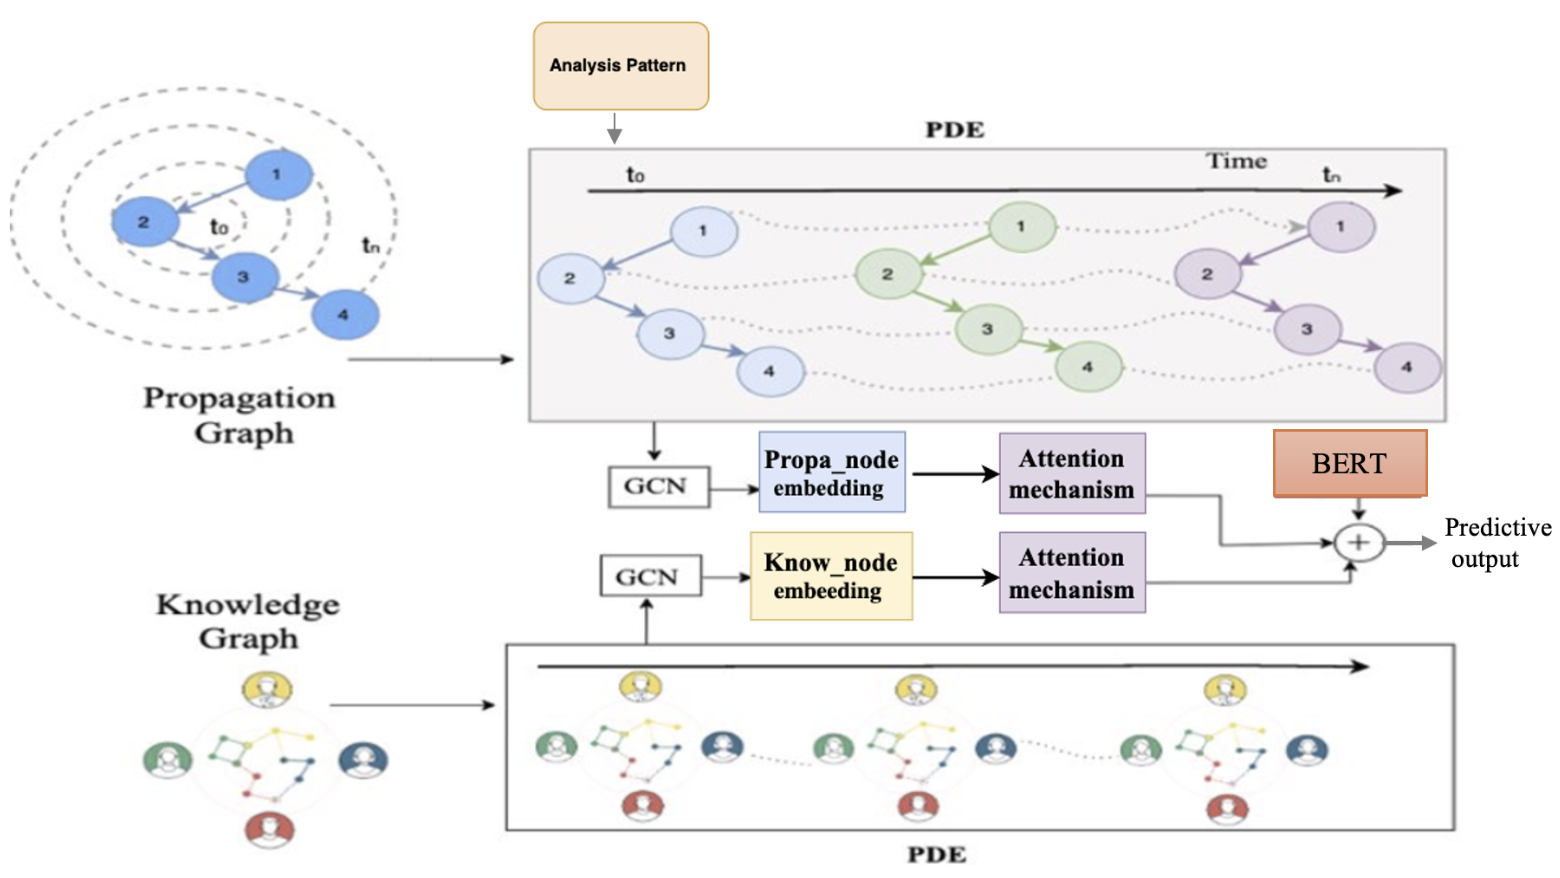 Analysis Pattern
PDE
Time
t₀
tₙ
1
2
3
4
1
2
3
4
1
2
3
4
1
2
t₀
3
tₙ
4
Propagation
Graph
GCN
Propa_node
embedding
Attention
mechanism
BERT
+
Predictive
output
GCN
Know_node
embeeding
Attention
mechanism
Knowledge
Graph
PDE